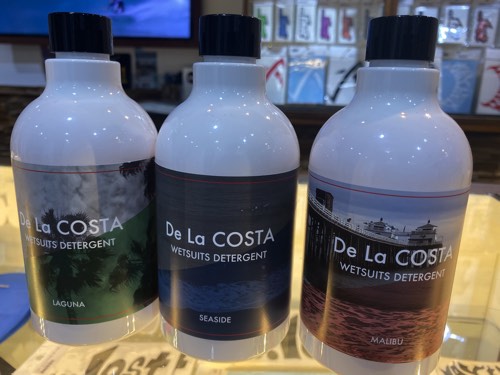 De La COSTA
WETSUITS DETERGENT
LAGUNA
De La COSTA
WETSUITS DETERGENT
SEASIDE
De La COSTA
WETSUITS DETERGENT
MALIBU